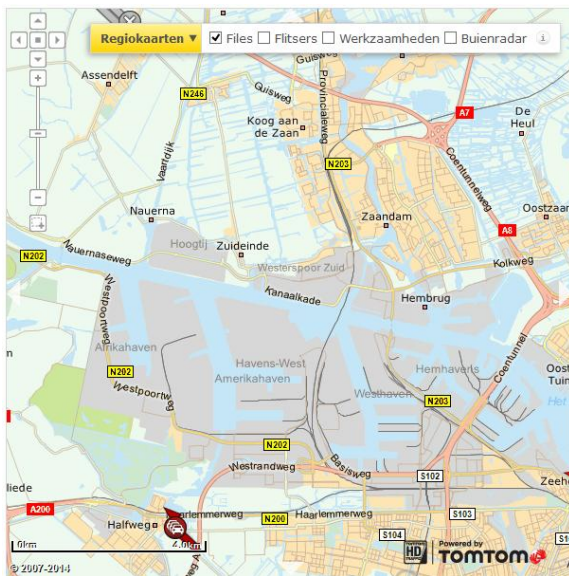 Regiokaarten ▼
Files
Flitsers
Werkzaamheden
Buienradar
i
Assendelft
N246
Guisweg
Guisweg
Provincialeweg
Koog aan
de Zaan
A7
De
Heul
Coentunnelweg
Vaartdijk
N203
Nauerna
Zaandam
Oostzaan
A8
Hoogtij
Zuideinde
N202
Nauernaseweg
Westerspoor Zuid
Kolkweg
Kanaalkade
Hembrug
Westpoortweg
Afrikahaven
Havens-West
Amerikahaven
Hemhavens
Coentunnel
N202
Westhaven
Westpoortweg
N203
N202
Basisweg
Westrandweg
S102
A200
Halfweg
Haarlemmerweg
N200
Haarlemmerweg
S103
S104
0km
4.0km
© 2007-2014
HD
TRAFFIC
Powered by
TOMTOM